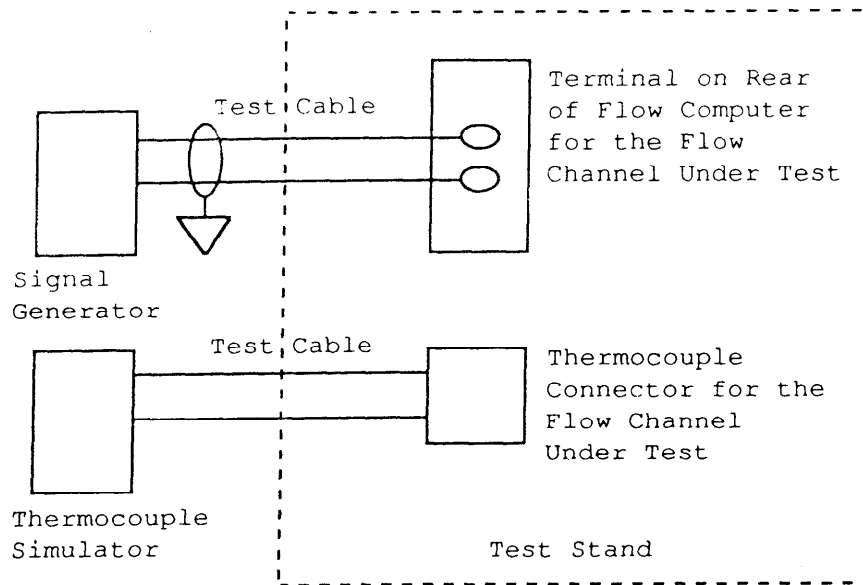 Test Cable
Terminal on Rear
of Flow Computer
for the Flow
Channel Under Test
Signal
Generator
Test Cable
Thermocouple
Connector for the
Flow Channel
Under Test
Thermocouple
Simulator
Test Stand